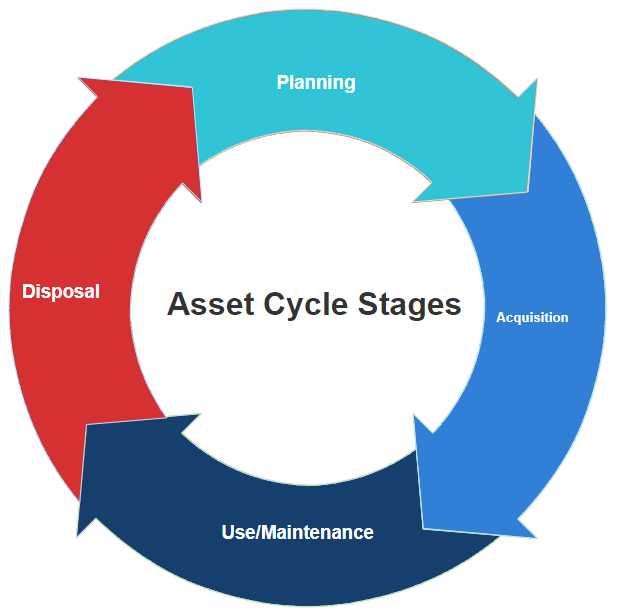 Planning
Disposal
Asset Cycle Stages
Acquisition
Use/Maintenance